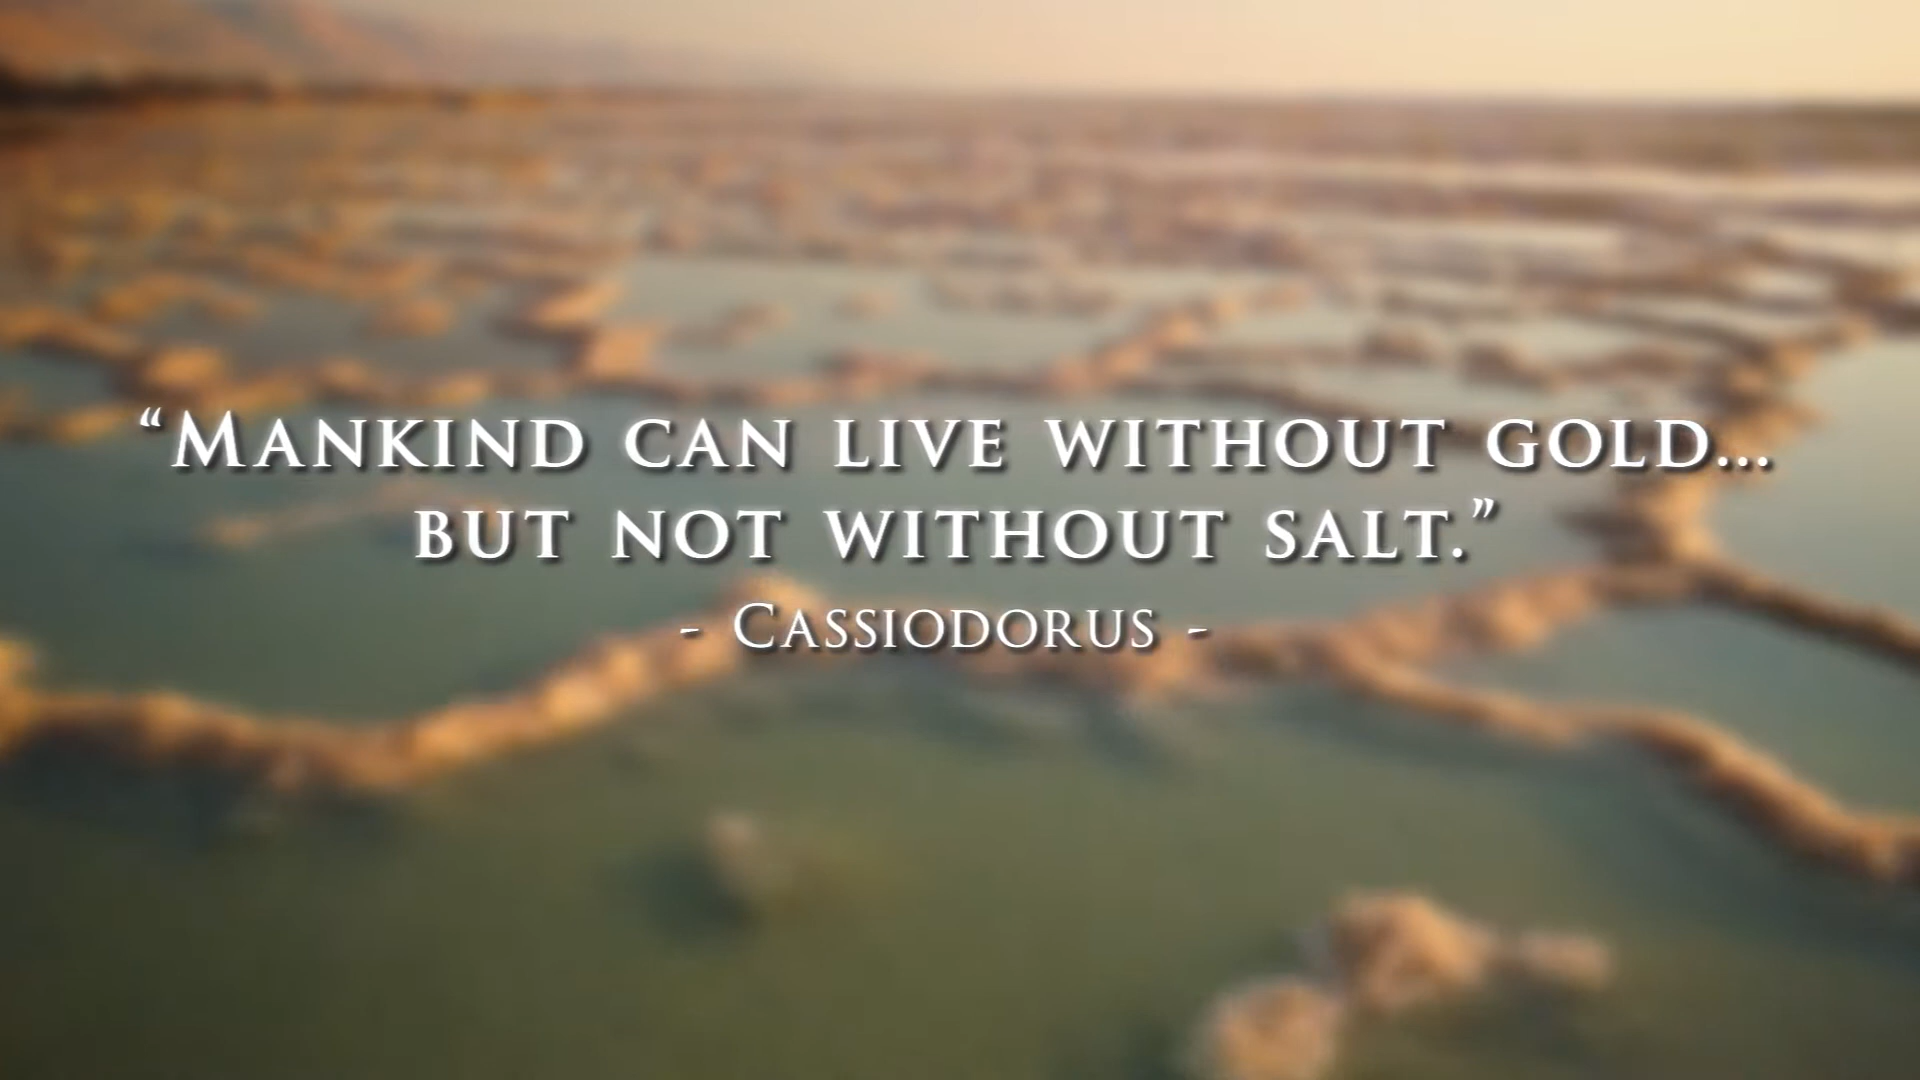 “Mankind can live without gold...
but not without salt.”
- Cassiodorus -